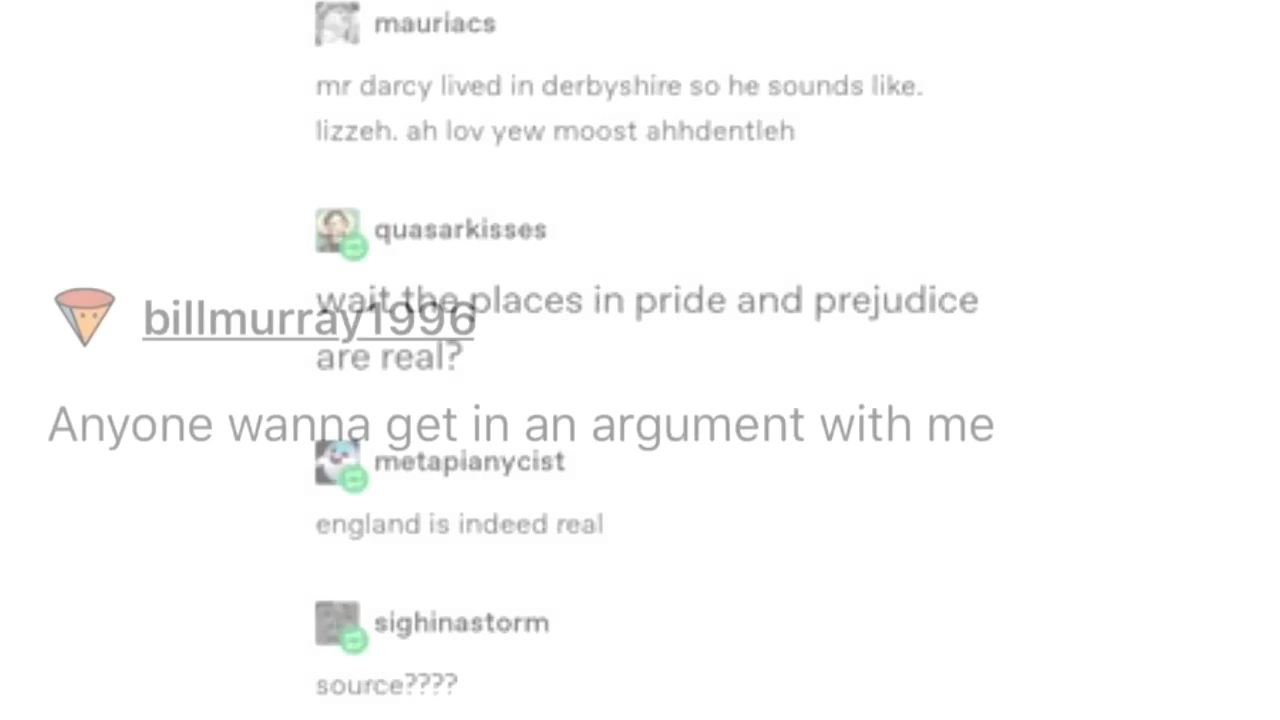 mauriacs
mr darcy lived in derbyshire so he sounds like.
lizzeh. ah lov yew moost ahhdentleh
quasarkisses
wait the places in pride and prejudice
are real?
billmurray1996
Anyone wanna get in an argument with me
metaplanycist
england is indeed real
sighinastorm
source????